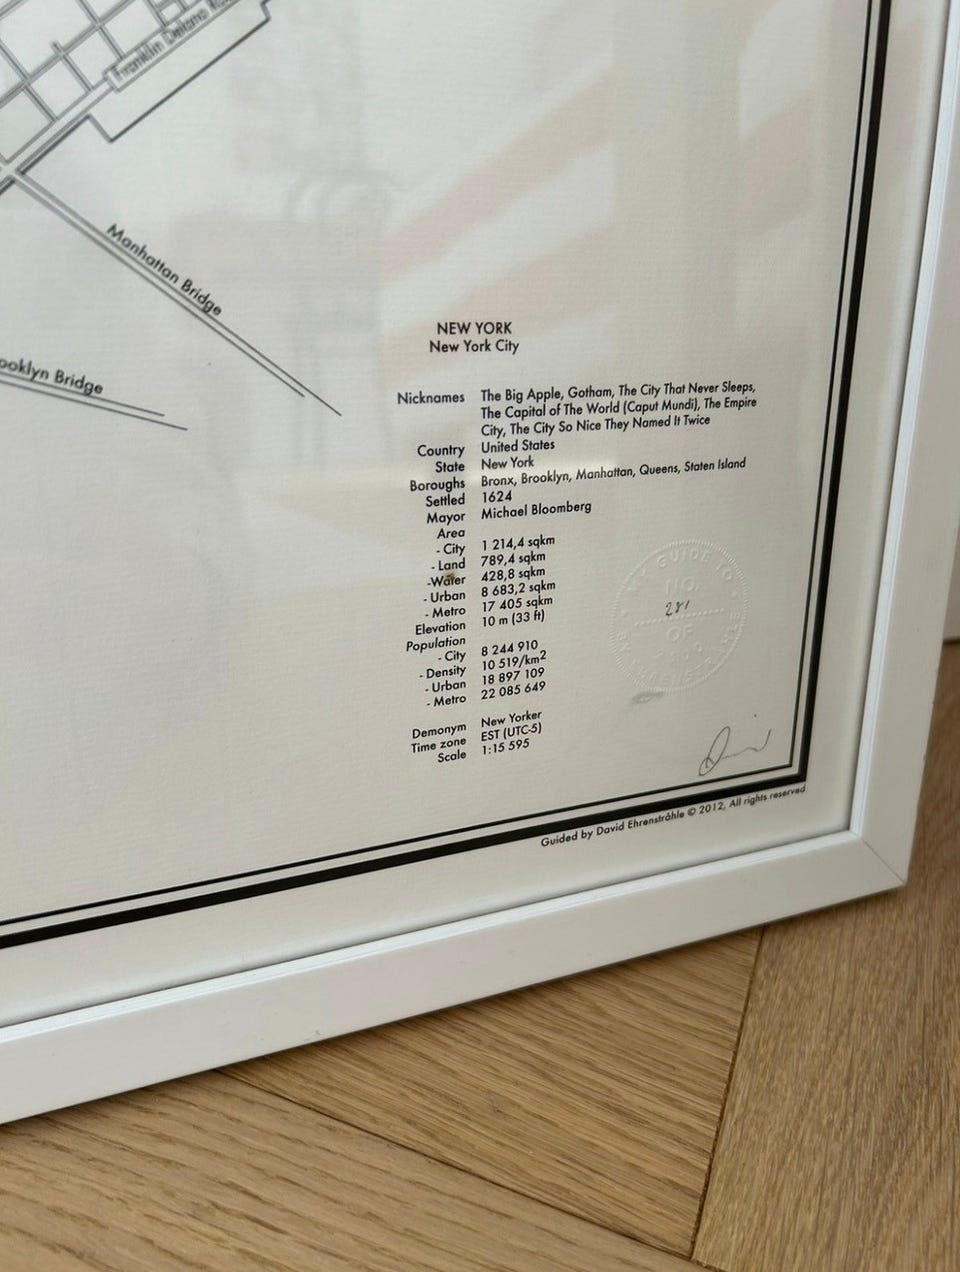 Franklin Delano
Manhattan Bridge
ooklyn Bridge
NEW YORK
New York City
Nicknames The Big Apple, Gotham, The City That Never Sleeps,
The Capital of The World (Caput Mundi), The Empire
City, The City So Nice They Named It Twice
Country United States
State New York
Boroughs Bronx, Brooklyn, Manhattan, Queens, Staten Island
Settled 1624
Mayor Michael Bloomberg
Area
- City 1 214,4 sqkm
- Land 789,4 sqkm
-Water 428,8 sqkm
- Urban 8 683,2 sqkm
- Metro 17 405 sqkm
Elevation 10 m (33 ft)
Population
- City 8 244 910
- Density 10 519/km2
- Urban 18 897 109
- Metro 22 085 649
Demonym New Yorker
Time zone EST (UTC-5)
Scale 1:15 595
MY GUIDE TO
NO.
281
OF
Guided by David Ehrenstråhle © 2012, All rights reserved